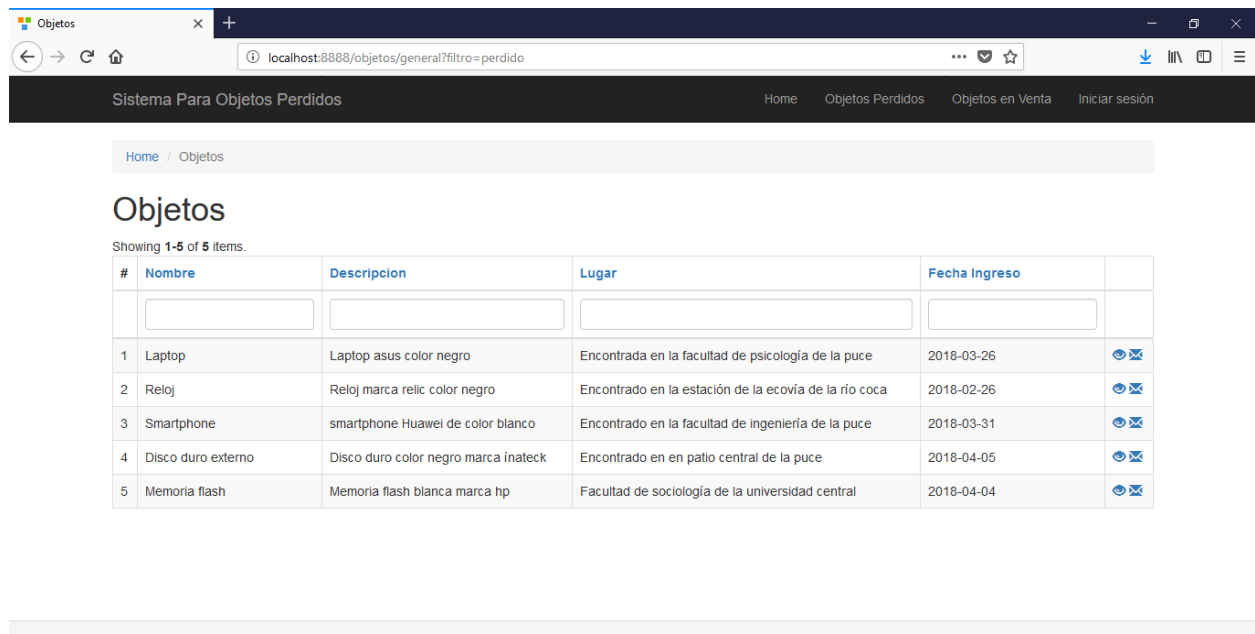 Objetos
localhost:8888/objetos/general?filtro=perdido
Sistema Para Objetos Perdidos Home Objetos Perdidos Objetos en Venta Iniciar sesión
Home / Objetos
Objetos
Showing 1-5 of 5 items.
# Nombre Descripcion Lugar Fecha Ingreso
1 Laptop Laptop asus color negro Encontrada en la facultad de psicología de la puce 2018-03-26
2 Reloj Reloj marca relic color negro Encontrado en la estación de la ecovía de la río coca 2018-02-26
3 Smartphone smartphone Huawei de color blanco Encontrado en la facultad de ingeniería de la puce 2018-03-31
4 Disco duro externo Disco duro color negro marca ínateck Encontrado en en patio central de la puce 2018-04-05
5 Memoria flash Memoria flash blanca marca hp Facultad de sociología de la universidad central 2018-04-04